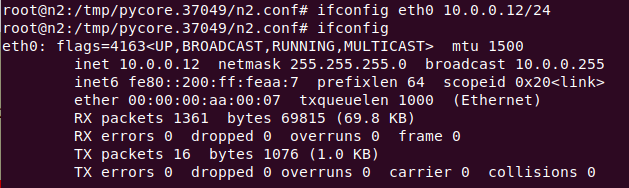 root@n2:/tmp/pycore.37049/n2.conf# ifconfig eth0 10.0.0.12/24
root@n2:/tmp/pycore.37049/n2.conf# ifconfig
eth0: flags=4163<UP,BROADCAST,RUNNING,MULTICAST>  mtu 1500
        inet 10.0.0.12  netmask 255.255.255.0  broadcast 10.0.0.255
        inet6 fe80::200:ff:feaa:7  prefixlen 64  scopeid 0x20<link>
        ether 00:00:00:aa:00:07  txqueuelen 1000  (Ethernet)
        RX packets 1361  bytes 69815 (69.8 KB)
        RX errors 0  dropped 0  overruns 0  frame 0
        TX packets 16  bytes 1076 (1.0 KB)
        TX errors 0  dropped 0 overruns 0  carrier 0  collisions 0